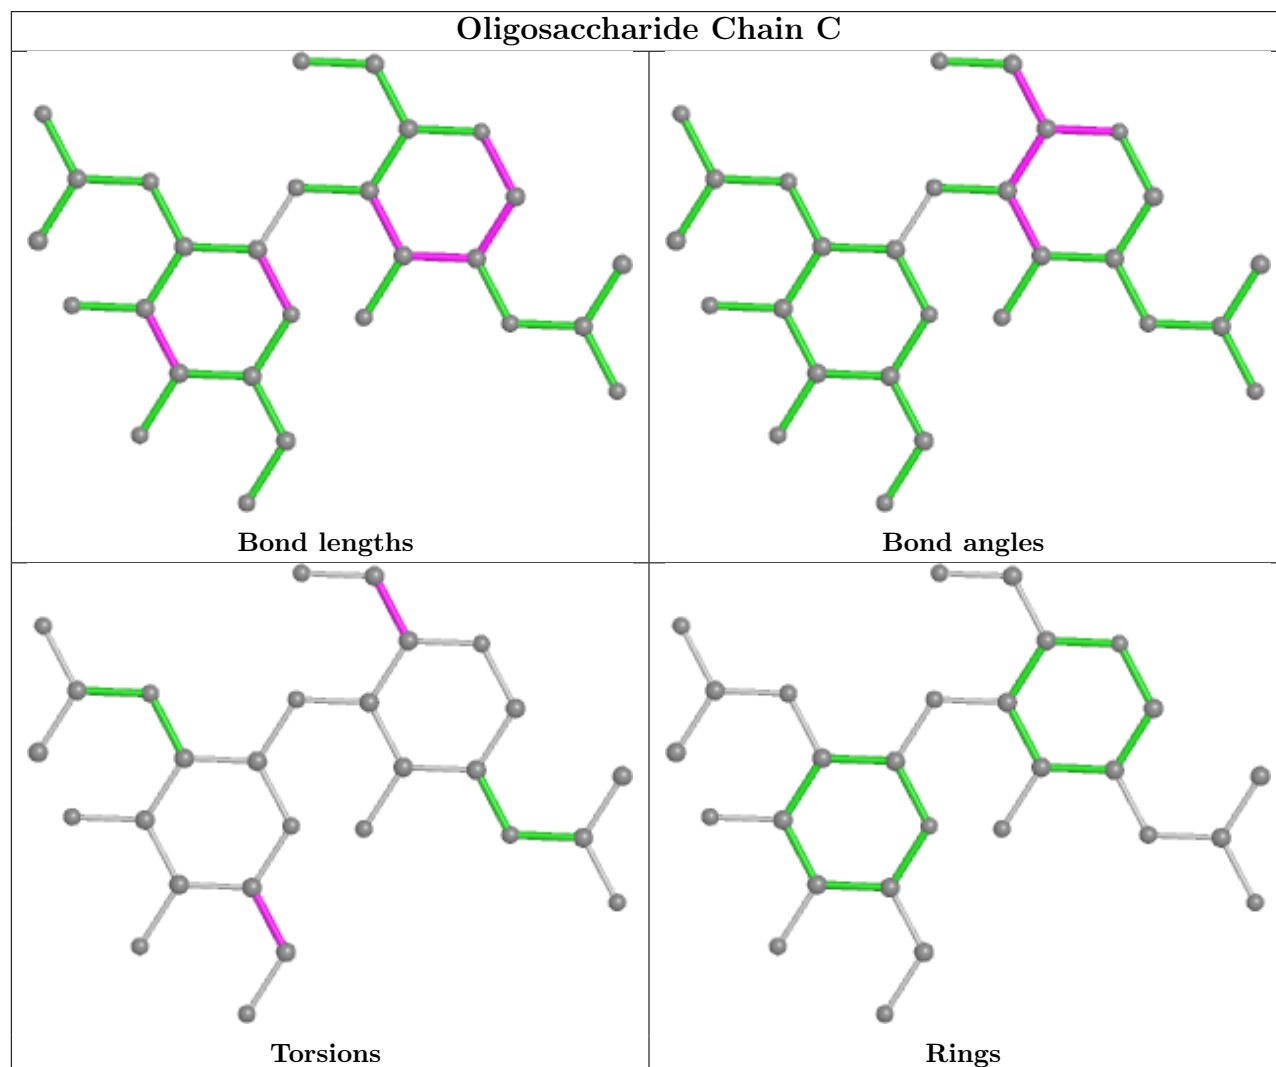 Oligosaccharide Chain C
Bond lengths
Bond angles
Torsions
Rings